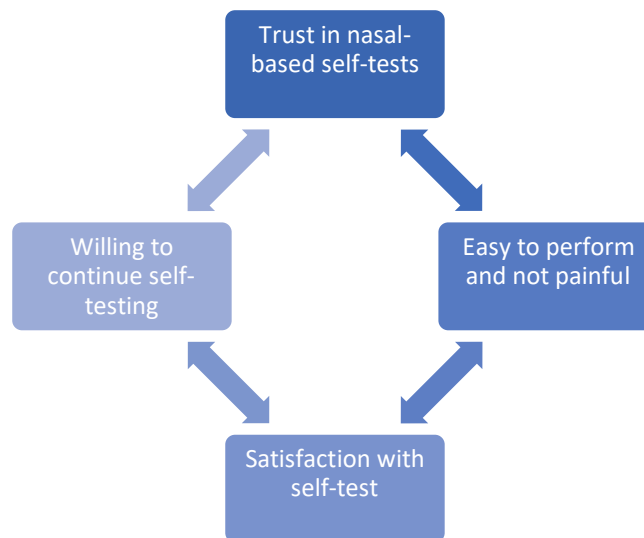 Trust in nasal-
based self-tests
Willing to
continue self-
testing
Easy to perform
and not painful
Satisfaction with
self-test